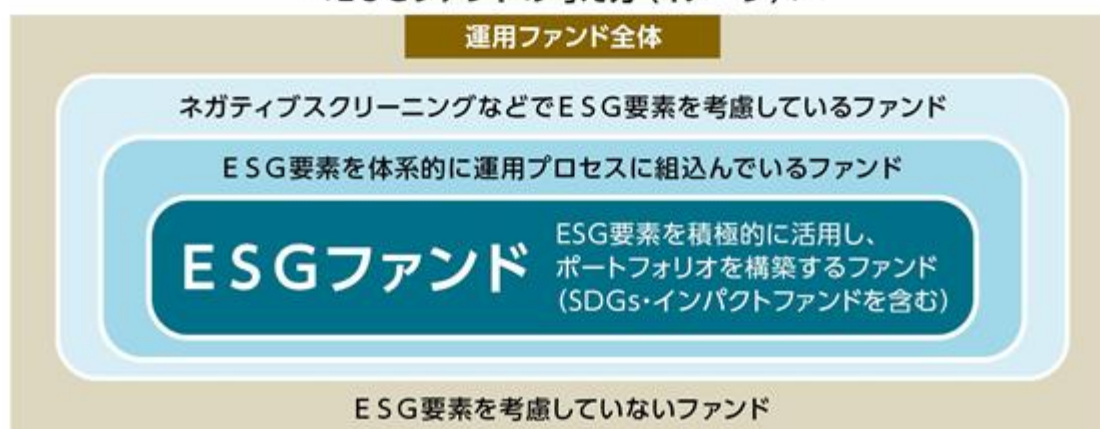 運用ファンド全体
ネガティブスクリーニングなどでESG要素を考慮しているファンド
ESG要素を体系的に運用プロセスに組込んでいるファンド
ESGファンド
ESG要素を積極的に活用し、
ポートフォリオを構築するファンド
(SDGs・インパクトファンドを含む)
ESG要素を考慮していないファンド